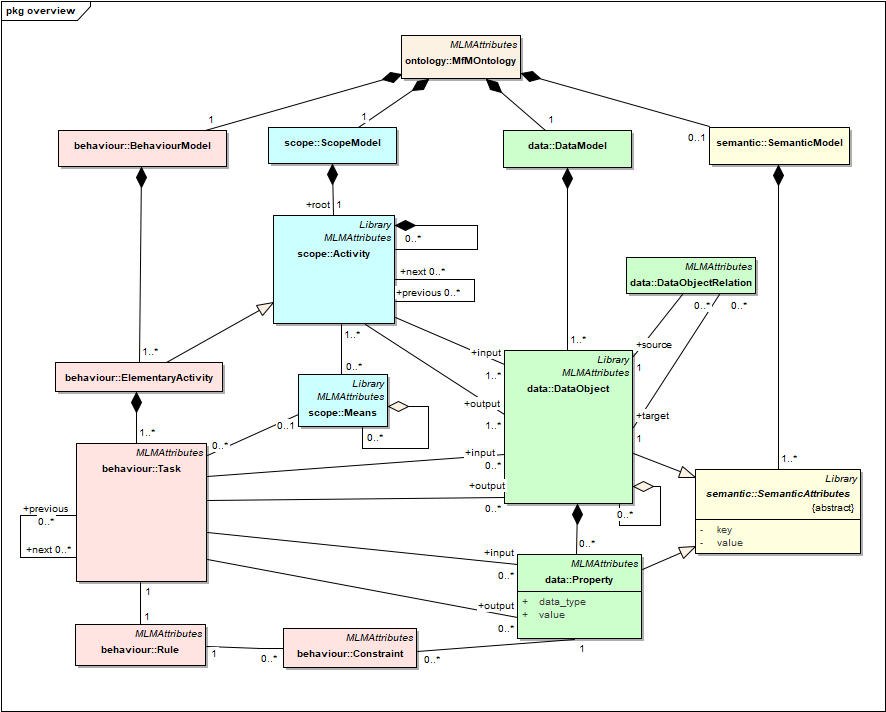 pkg overview
MLMAttributes
ontology::MfMOntology
1
1
1
0..1
behaviour::BehaviourModel
scope::ScopeModel
data::DataModel
semantic::SemanticModel
+root 1
Library
MLMAttributes
scope::Activity
0..*
+next 0..*
+previous 0..*
MLMAttributes
data::DataObjectRelation
0..*
0..*
+source
1
+target
1
1..*
1..*
1..*
0..*
+input
1..*
+output
1..*
Library
MLMAttributes
data::DataObject
behaviour::ElementaryActivity
Library
MLMAttributes
scope::Means
0..*
0..1
0..*
1..*
MLMAttributes
behaviour::Task
+input
0..*
+output
0..*
0..*
1..*
Library
semantic::SemanticAttributes
{abstract}
- key
- value
+previous
0..*
+next 0..*
0..*
+input
0..*
+output
0..*
MLMAttributes
data::Property
+ data_type
+ value
1
1
MLMAttributes
behaviour::Rule
1
0..*
MLMAttributes
behaviour::Constraint
0..*
1